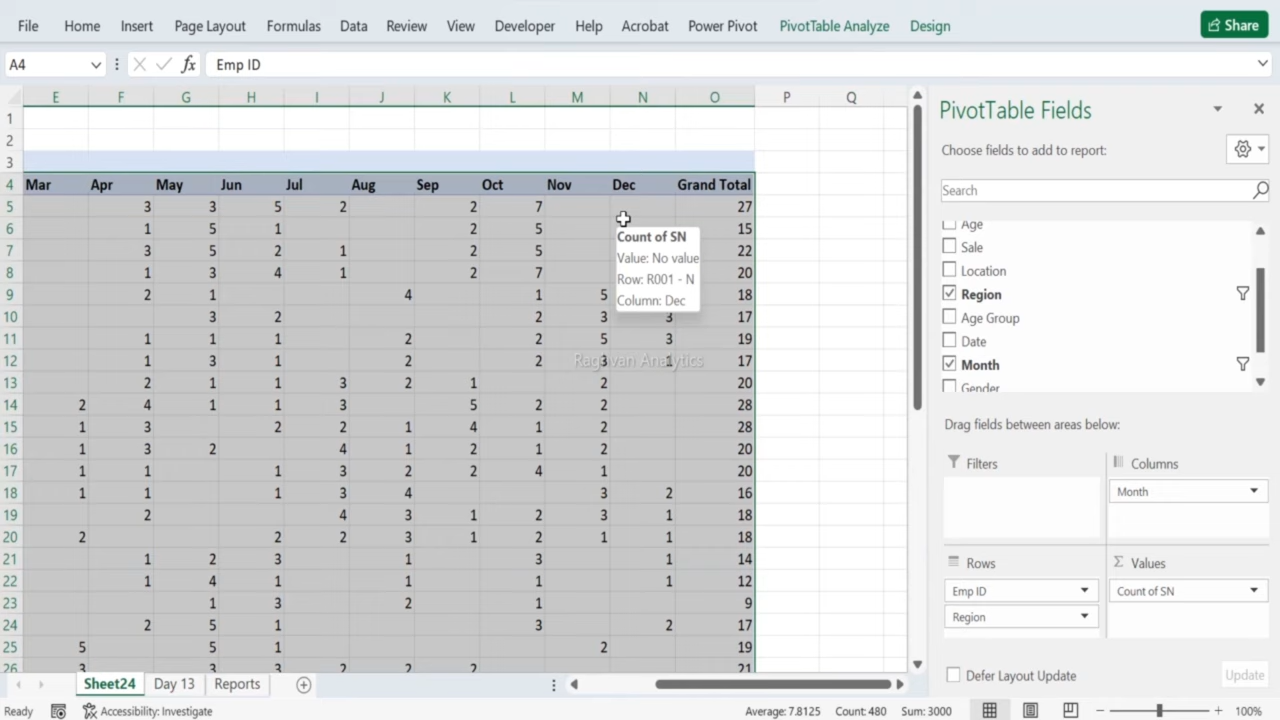 File Home Insert Page Layout Formulas Data Review View Developer Help Acrobat Power Pivot PivotTable Analyze Design Share
A4 fx Emp ID
E F G H I J K L M N O P Q
1
2
3
4 Mar Apr May Jun Jul Aug Sep Oct Nov Dec Grand Total
5 3 3 5 2 2 7 27
6 1 5 1 2 5 15
7 3 5 2 1 2 5 22
8 1 3 4 1 2 7 20
9 2 1 4 1 5 18
10 3 2 2 3 3 17
11 1 1 1 2 2 5 3 19
12 1 3 1 2 2 3 1 17
13 2 1 1 3 2 1 2 20
14 2 4 1 1 3 5 2 2 28
15 1 3 2 2 1 4 1 2 28
16 1 3 2 4 1 2 1 2 20
17 1 1 1 3 2 2 4 1 20
18 1 1 1 3 4 3 2 16
19 2 4 3 1 2 3 1 18
20 2 2 2 3 1 2 1 1 18
21 1 2 3 1 3 1 14
22 1 4 1 1 1 1 12
23 1 3 2 1 9
24 2 5 1 3 2 17
25 5 5 1 2 19
26 3 3 3 2 2 2 21
Count of SN
Value: No value
Row: R001 - N
Column: Dec
Raghavan Analytics
PivotTable Fields
Choose fields to add to report:
Search
Age
Sale
Location
Region
Age Group
Date
Month
Gender
Drag fields between areas below:
Filters
Columns
Month
Rows
Emp ID
Region
Values
Count of SN
Defer Layout Update Update
Sheet24 Day 13 Reports
Ready Accessibility: Investigate Average: 7.8125 Count: 480 Sum: 3000 100%